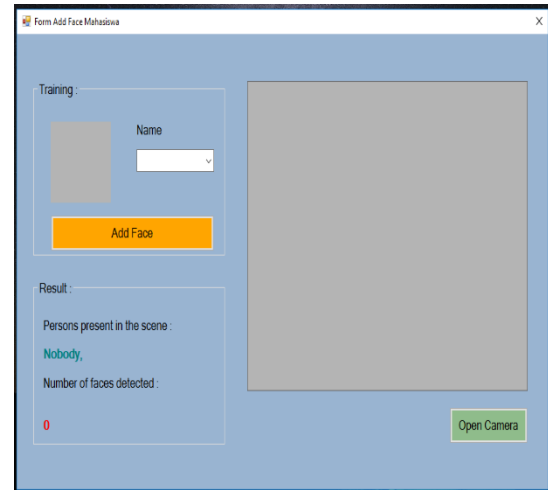 Form Add Face Mahasiswa
X
Training :
Name
Add Face
Result :
Persons present in the scene :
Nobody,
Number of faces detected :
0
Open Camera